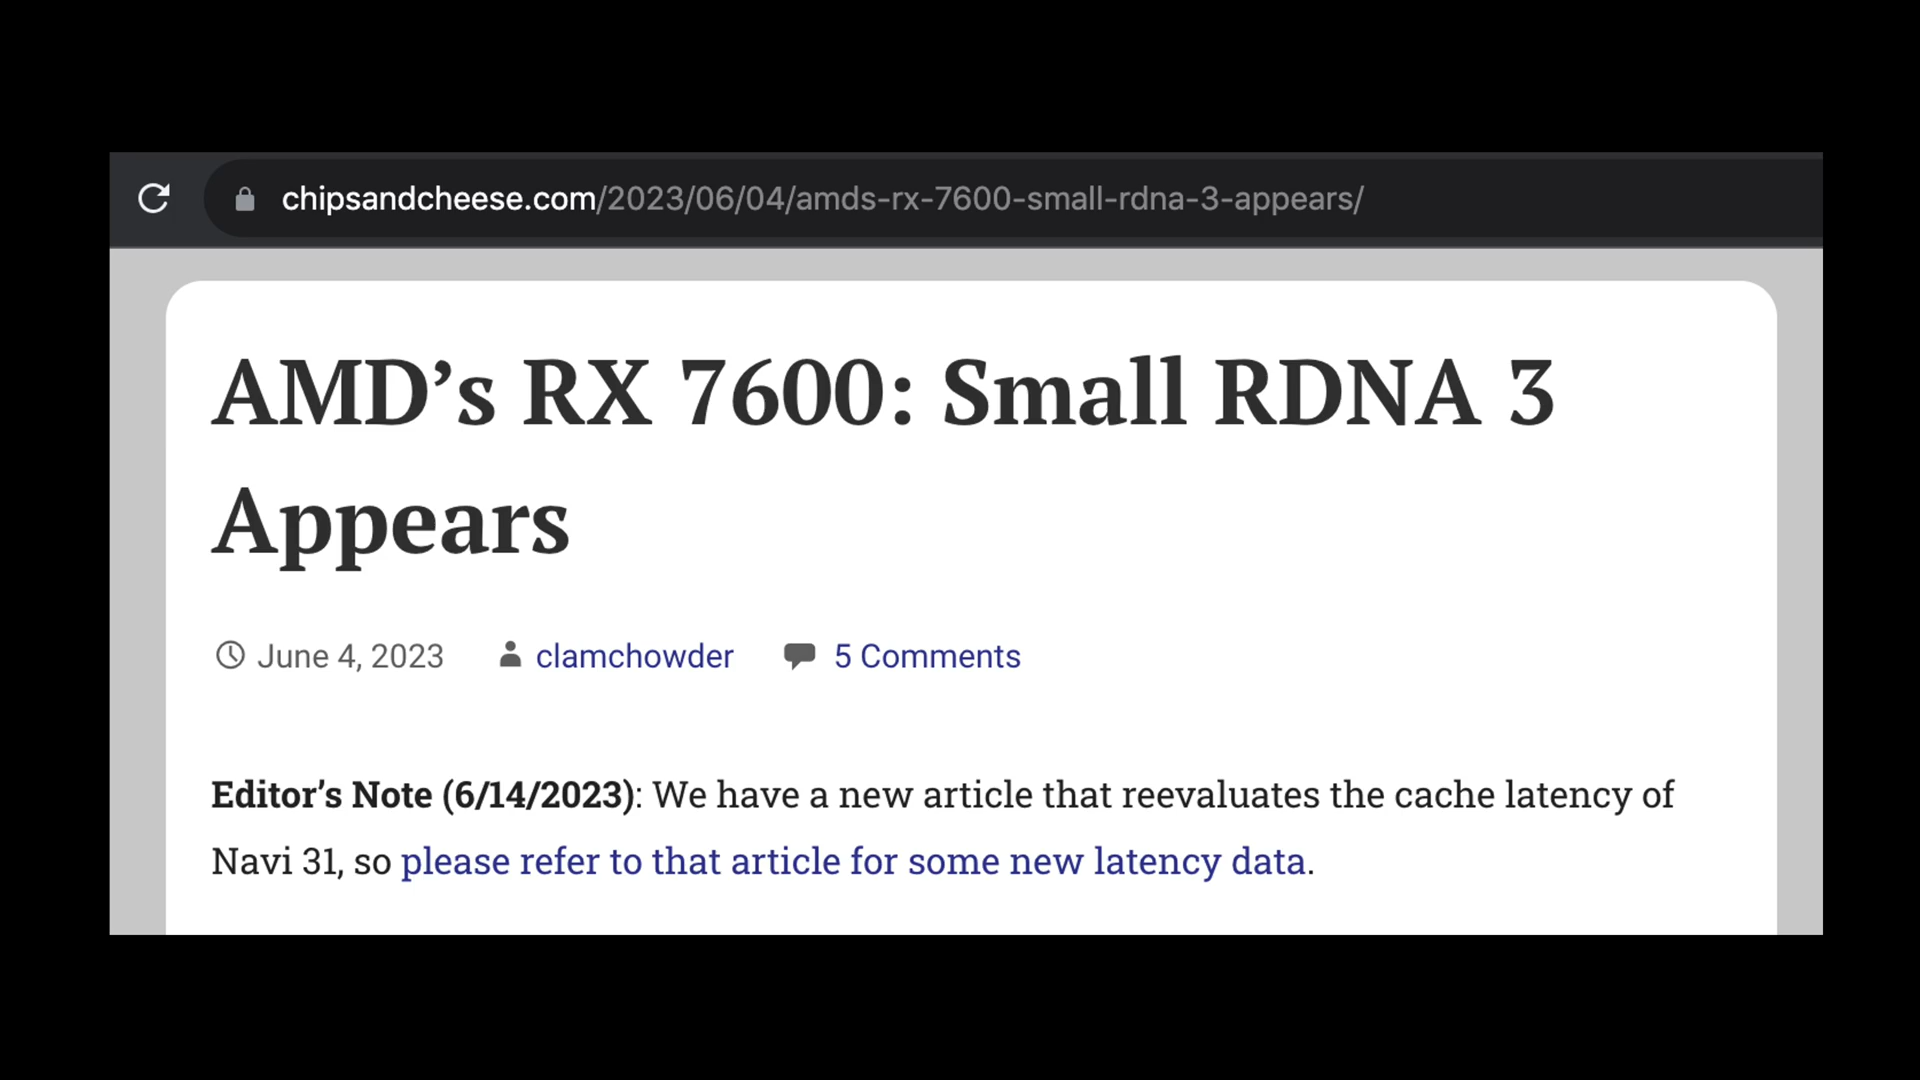 chipsandcheese.com/2023/06/04/amds-rx-7600-small-rdna-3-appears/
AMD’s RX 7600: Small RDNA 3
Appears
June 4, 2023 clamchowder 5 Comments
Editor’s Note (6/14/2023): We have a new article that reevaluates the cache latency of
Navi 31, so please refer to that article for some new latency data.